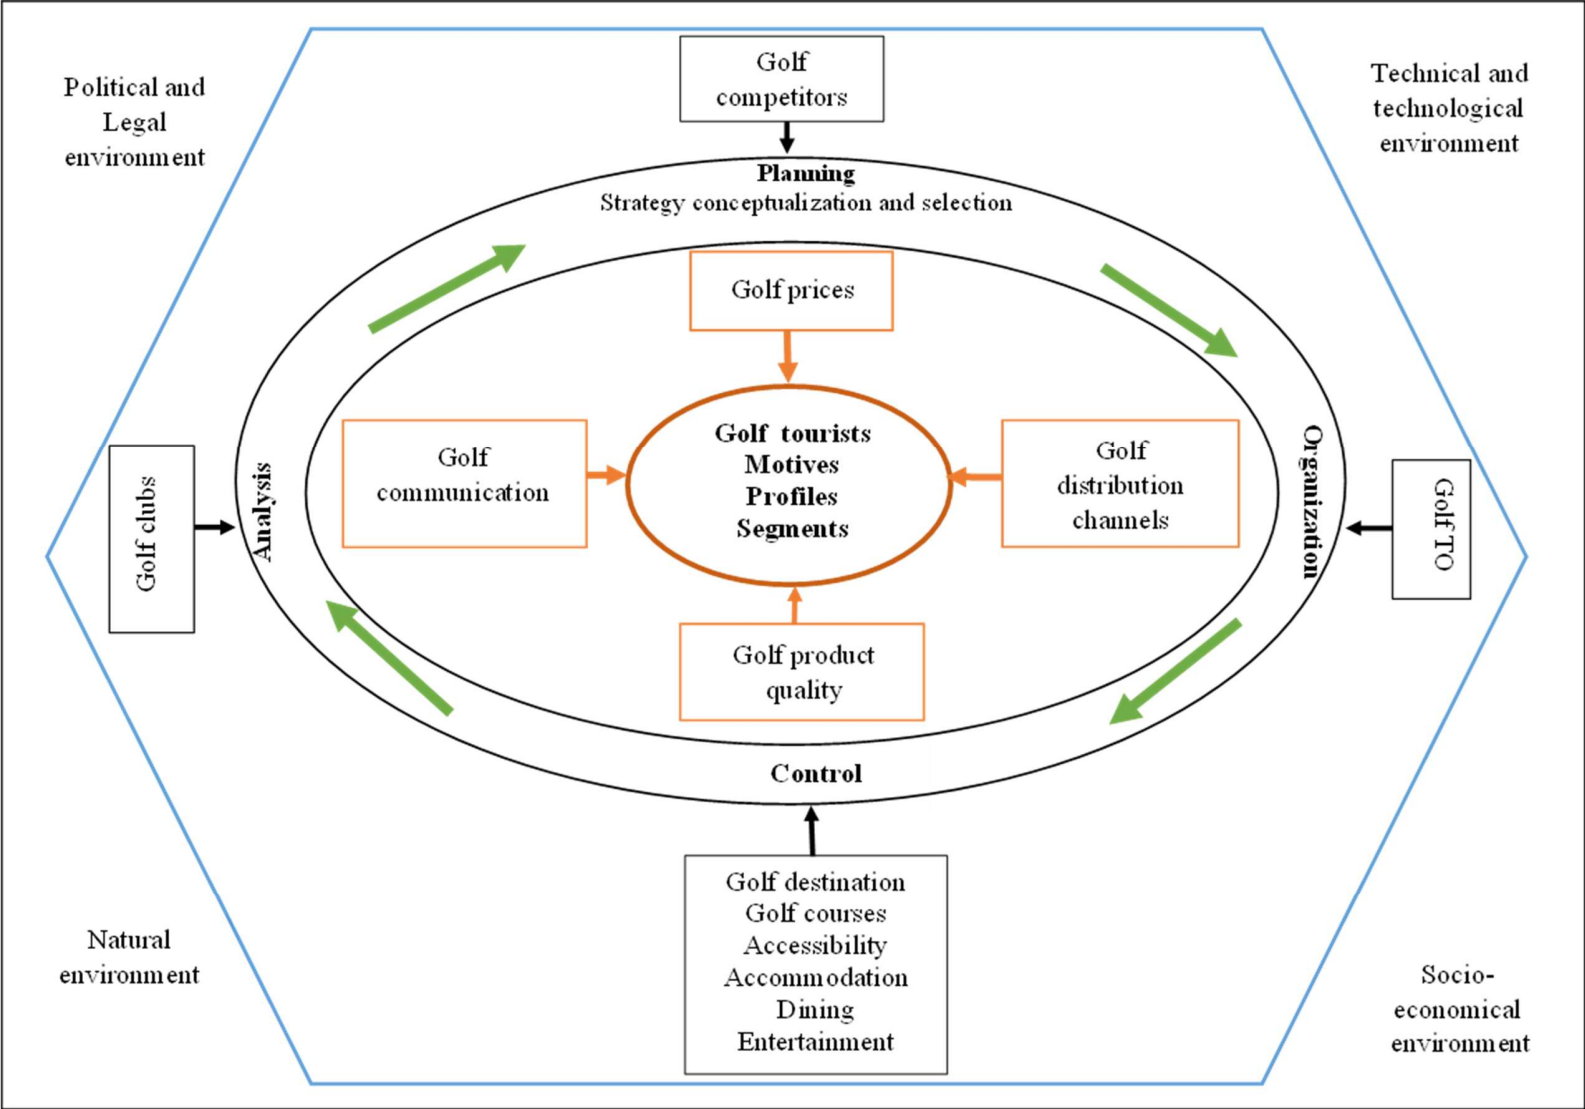 Political and
Legal
environment
Golf
competitors
Technical and
technological
environment
Planning
Strategy conceptualization and selection
Golf prices
Golf clubs
Analysis
Golf
communication
Golf tourists
Motives
Profiles
Segments
Golf
distribution
channels
Organization
Golf TO
Golf product
quality
Control
Natural
environment
Golf destination
Golf courses
Accessibility
Accommodation
Dining
Entertainment
Socio-
economical
environment